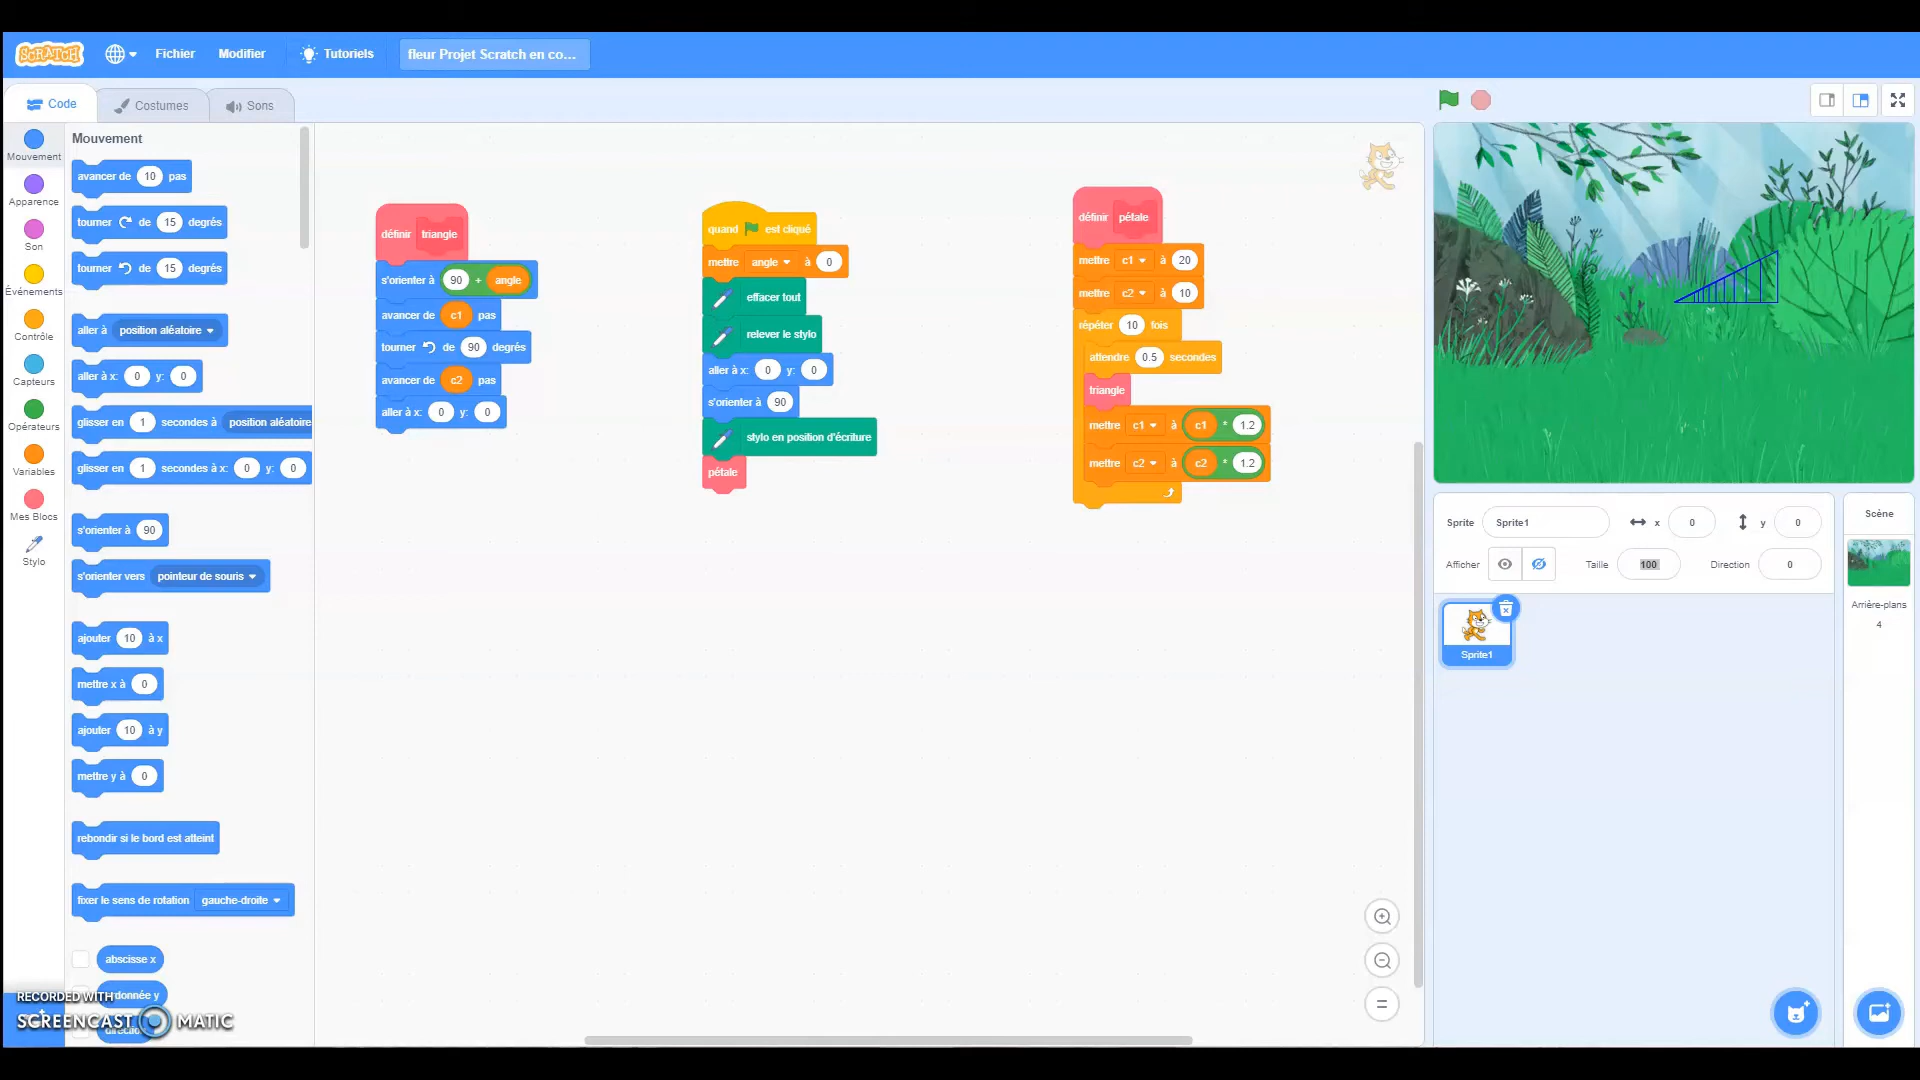 SCRATCH
Fichier
Modifier
Tutoriels
fleur Projet Scratch en co...
Code
Costumes
Sons
Mouvement
Apparence
Son
Événements
Contrôle
Capteurs
Opérateurs
Variables
Mes Blocs
Stylo
Mouvement
avancer de 10 pas
tourner de 15 degrés
tourner de 15 degrés
aller à position aléatoire
aller à x: 0 y: 0
glisser en 1 secondes à position aléatoire
glisser en 1 secondes à x: 0 y: 0
s'orienter à 90
s'orienter vers pointeur de souris
ajouter 10 à x
mettre x à 0
ajouter 10 à y
mettre y à 0
rebondir si le bord est atteint
fixer le sens de rotation gauche-droite
abscisse x
RECORDED WITH
SCREENCAST MATIC
définir triangle
s'orienter à 90 + angle
avancer de c1 pas
tourner de 90 degrés
avancer de c2 pas
aller à x: 0 y: 0
quand est cliqué
mettre angle à 0
effacer tout
relever le stylo
aller à x: 0 y: 0
s'orienter à 90
stylo en position d'écriture
pétale
définir pétale
mettre c1 à 20
mettre c2 à 10
répéter 10 fois
attendre 0.5 secondes
triangle
mettre c1 à c1 * 1.2
mettre c2 à c2 * 1.2
Sprite Sprite1 x 0 y 0
Afficher Taille 100 Direction 0
Sprite1
Scène
Arrière-plans
4